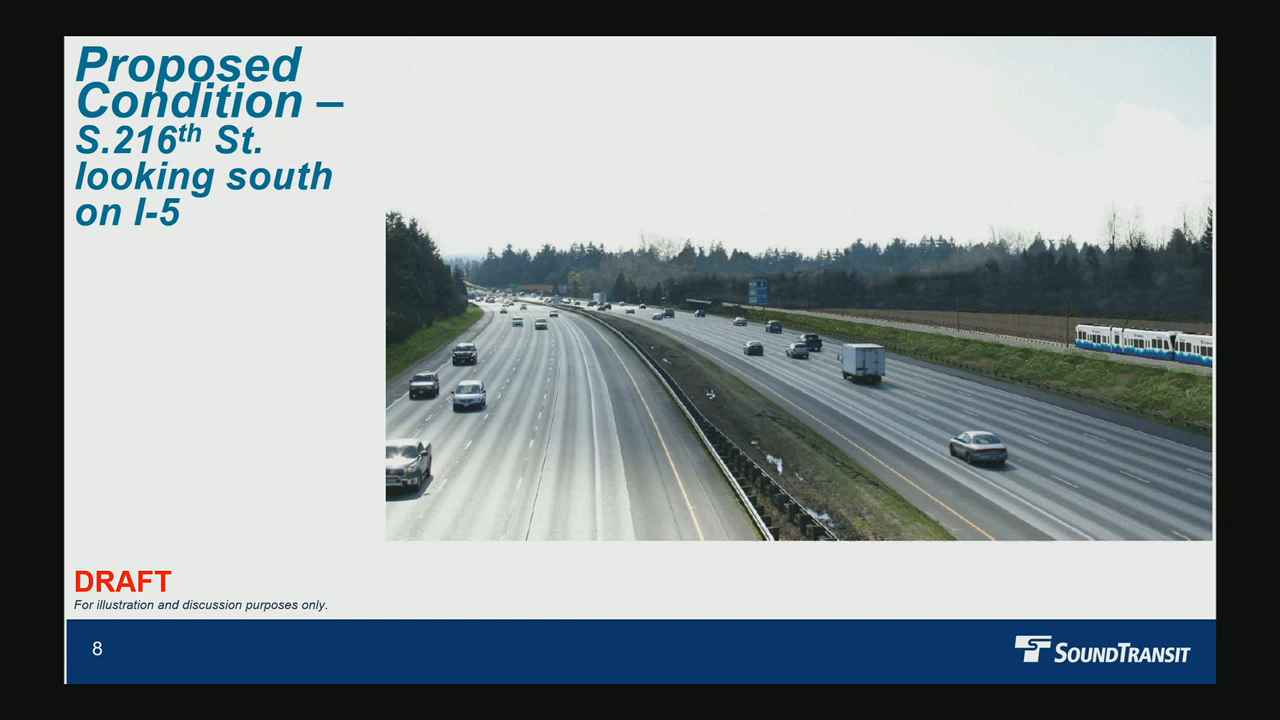 Proposed
Condition –
S.216th St.
looking south
on I-5
DRAFT
For illustration and discussion purposes only.
8
SOUNDTRANSIT